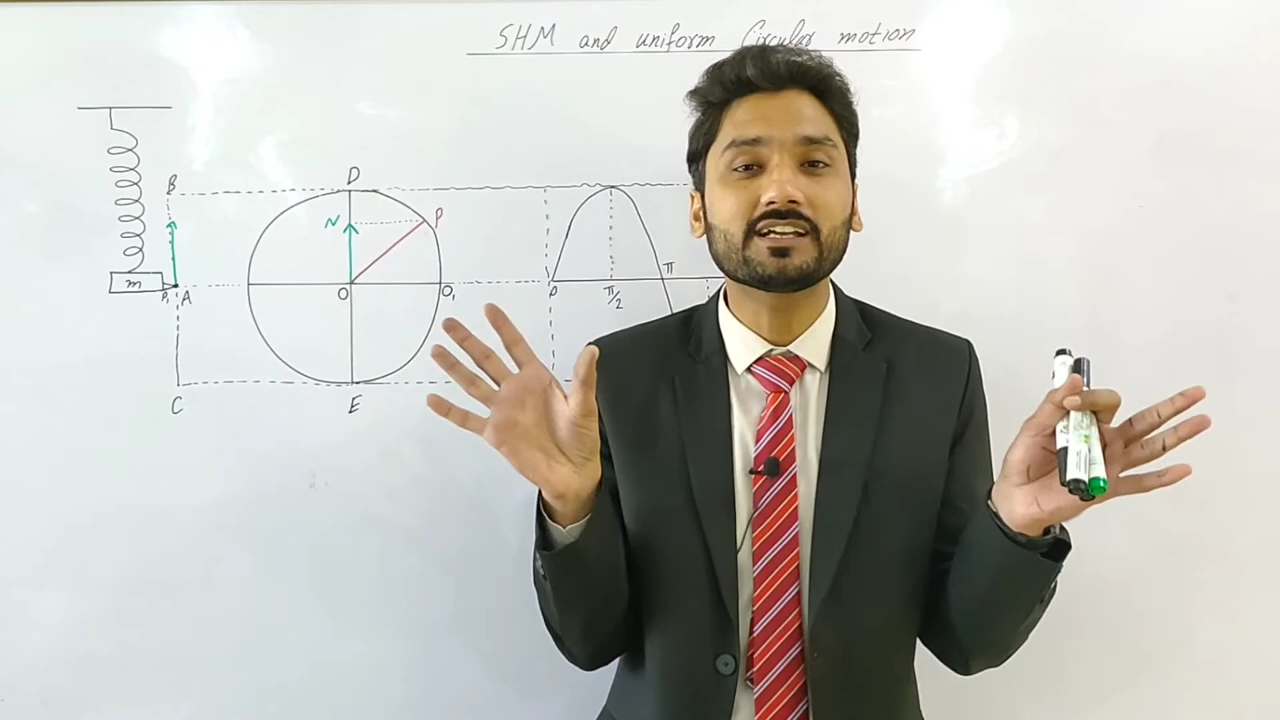 SHM and uniform Circular motion
B
D
N
P
m
P₁
A
O
O₁
0
π/2
π
C
E